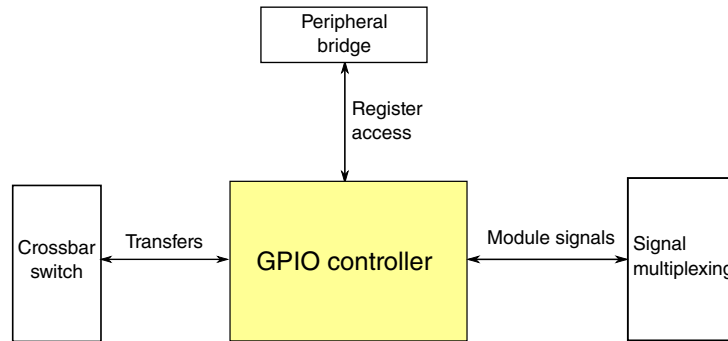 Peripheral
bridge
Register
access
Crossbar
switch
Transfers
GPIO controller
Module signals
Signal
multiplexing